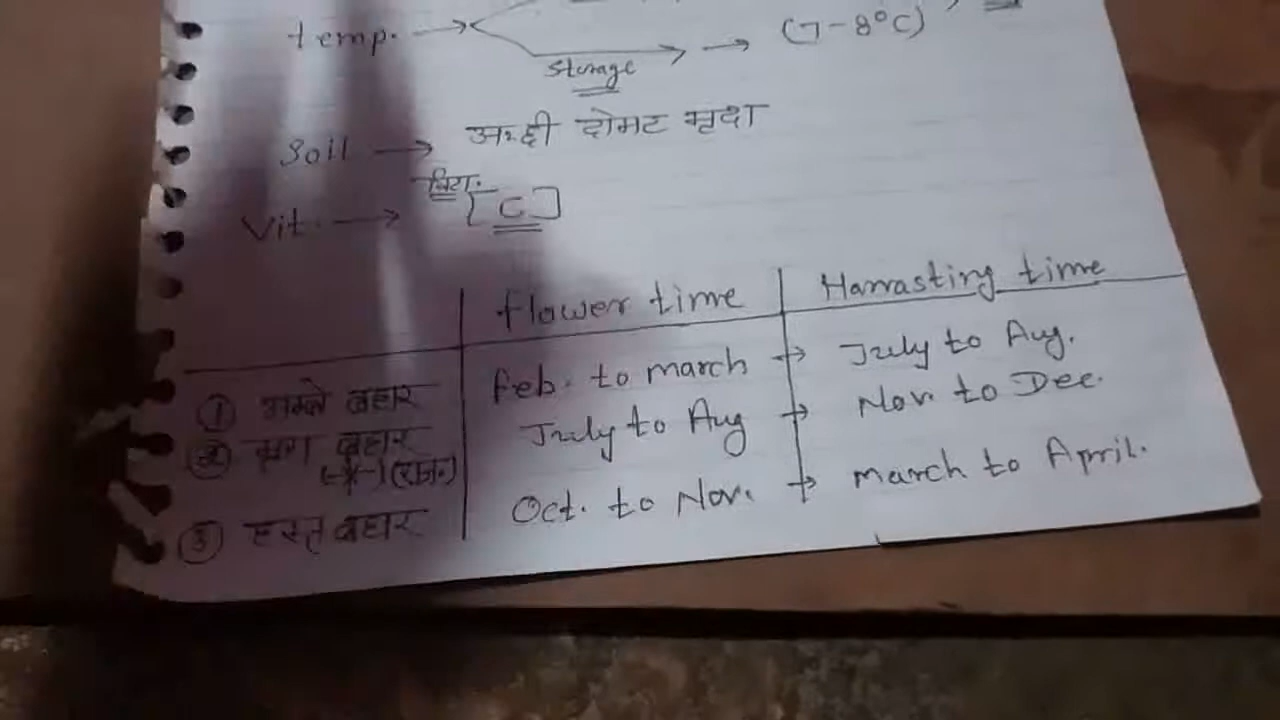 temp. → → (7-8°C)
storage
Soil → अच्छी दोमट मृदा
Vit. → विटा. [C]
flower time Harrasting time
① अम्बे बहार feb. to march → July to Aug.
② मृग बहार July to Aug → Nov. to Dec.
(राज.)
③ हस्त बहार Oct. to Nov. → march to April.